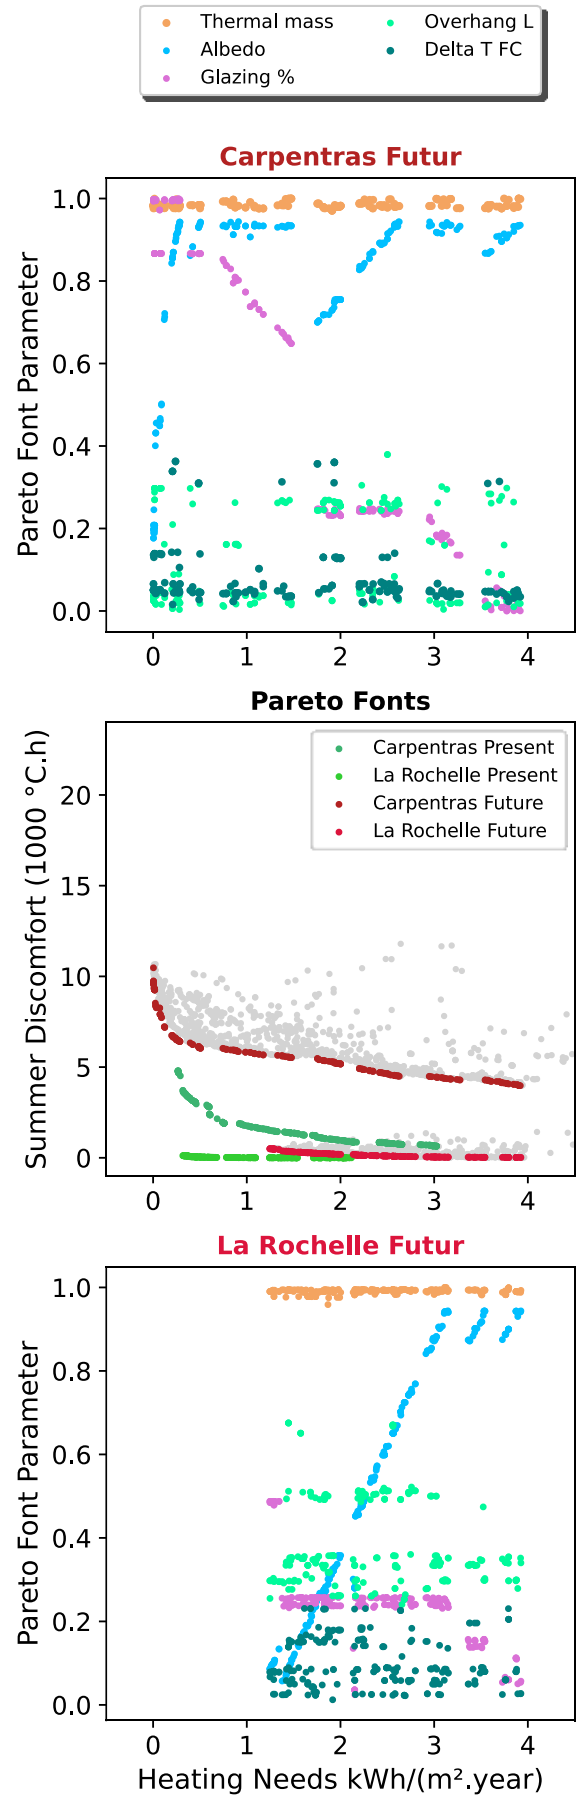 Thermal mass
Albedo
Glazing %
Overhang L
Delta T FC
Carpentras Futur
Pareto Font Parameter
1.0
0.8
0.6
0.4
0.2
0.0
0 1 2 3 4
Pareto Fonts
Summer Discomfort (1000 °C.h)
20
15
10
5
0
Carpentras Present
La Rochelle Present
Carpentras Future
La Rochelle Future
0 1 2 3 4
La Rochelle Futur
Pareto Font Parameter
1.0
0.8
0.6
0.4
0.2
0.0
0 1 2 3 4
Heating Needs kWh/(m².year)